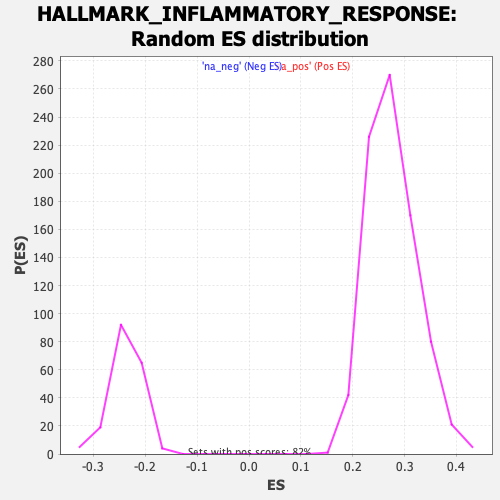 HALLMARK_INFLAMMATORY_RESPONSE:
Random ES distribution
'na_neg' (Neg ES)a_pos' (Pos ES)
280
260
240
220
200
180
160
140
120
100
80
60
40
20
0
P(ES)
Sets with pos scores: 82%
-0.3 -0.2 -0.1 0.0 0.1 0.2 0.3 0.4
ES